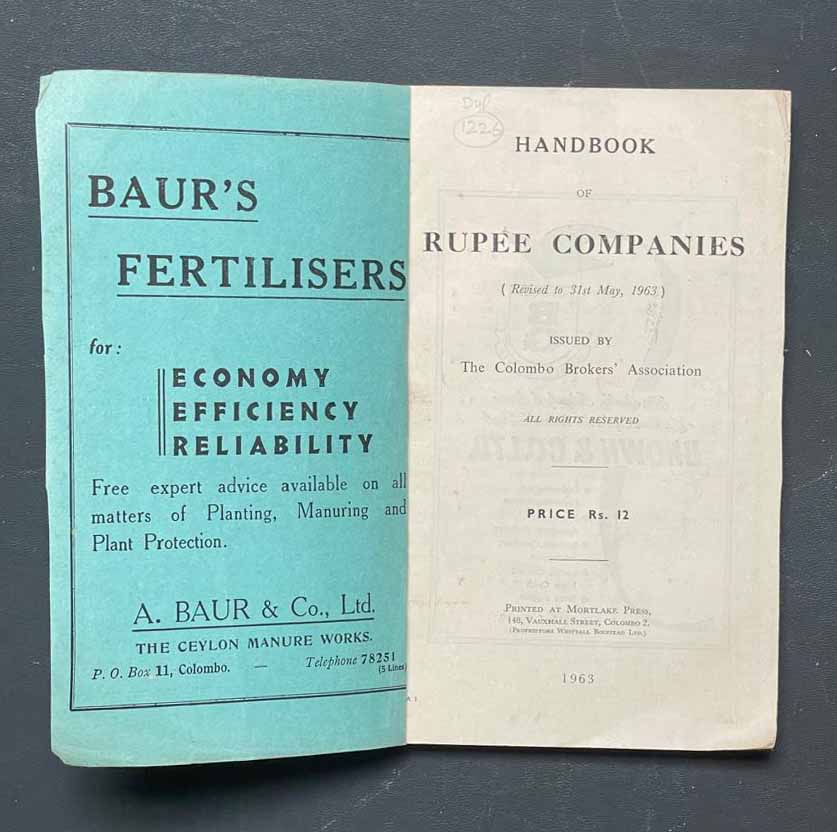 BAUR'S
FERTILISERS
for:
ECONOMY
EFFICIENCY
RELIABILITY
Free expert advice available on all
matters of Planting, Manuring and
Plant Protection.
A. BAUR & Co., Ltd.
THE CEYLON MANURE WORKS.
P. O. Box 11, Colombo. — Telephone 78251
(5 Lines)
1226
HANDBOOK
OF
RUPEE COMPANIES
( Revised to 31st May, 1963 )
ISSUED BY
The Colombo Brokers' Association
ALL RIGHTS RESERVED
PRICE Rs. 12
PRINTED AT MORTLAKE PRESS,
148, VAUXHALL STREET, COLOMBO 2.
(PROPRIETORS WHITTALL BOUSTEAD LTD.)
1963